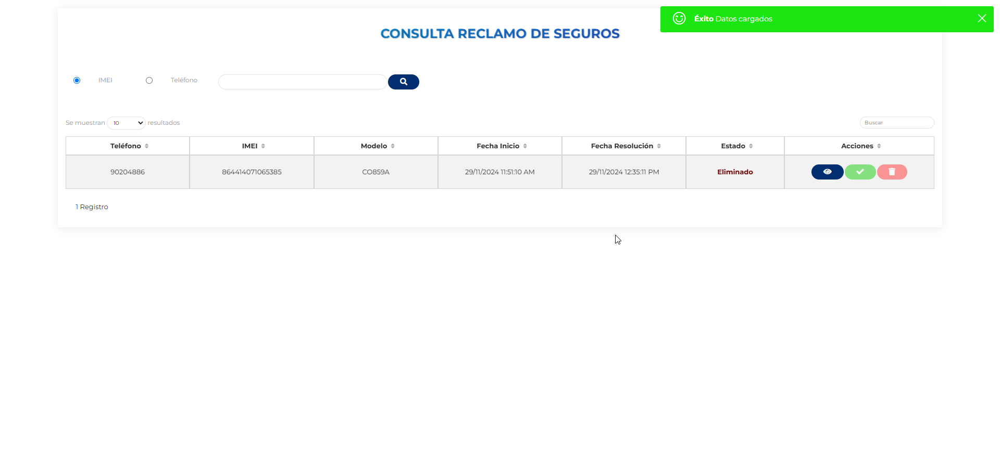 Éxito Datos cargados
CONSULTA RECLAMO DE SEGUROS
IMEI Teléfono
Se muestran 10 resultados Buscar
Teléfono IMEI Modelo Fecha Inicio Fecha Resolución Estado Acciones
90204886 864414071065385 CO859A 29/11/2024 11:51:10 AM 29/11/2024 12:35:11 PM Eliminado
1 Registro